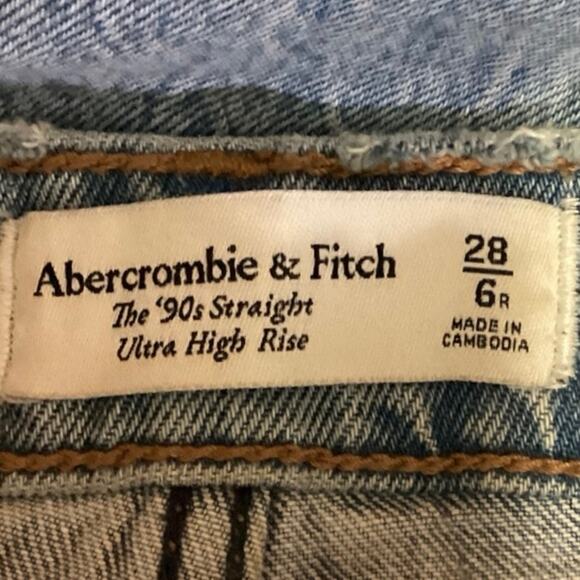 Abercrombie & Fitch
The '90s Straight
Ultra High Rise
28
6R
MADE IN
CAMBODIA